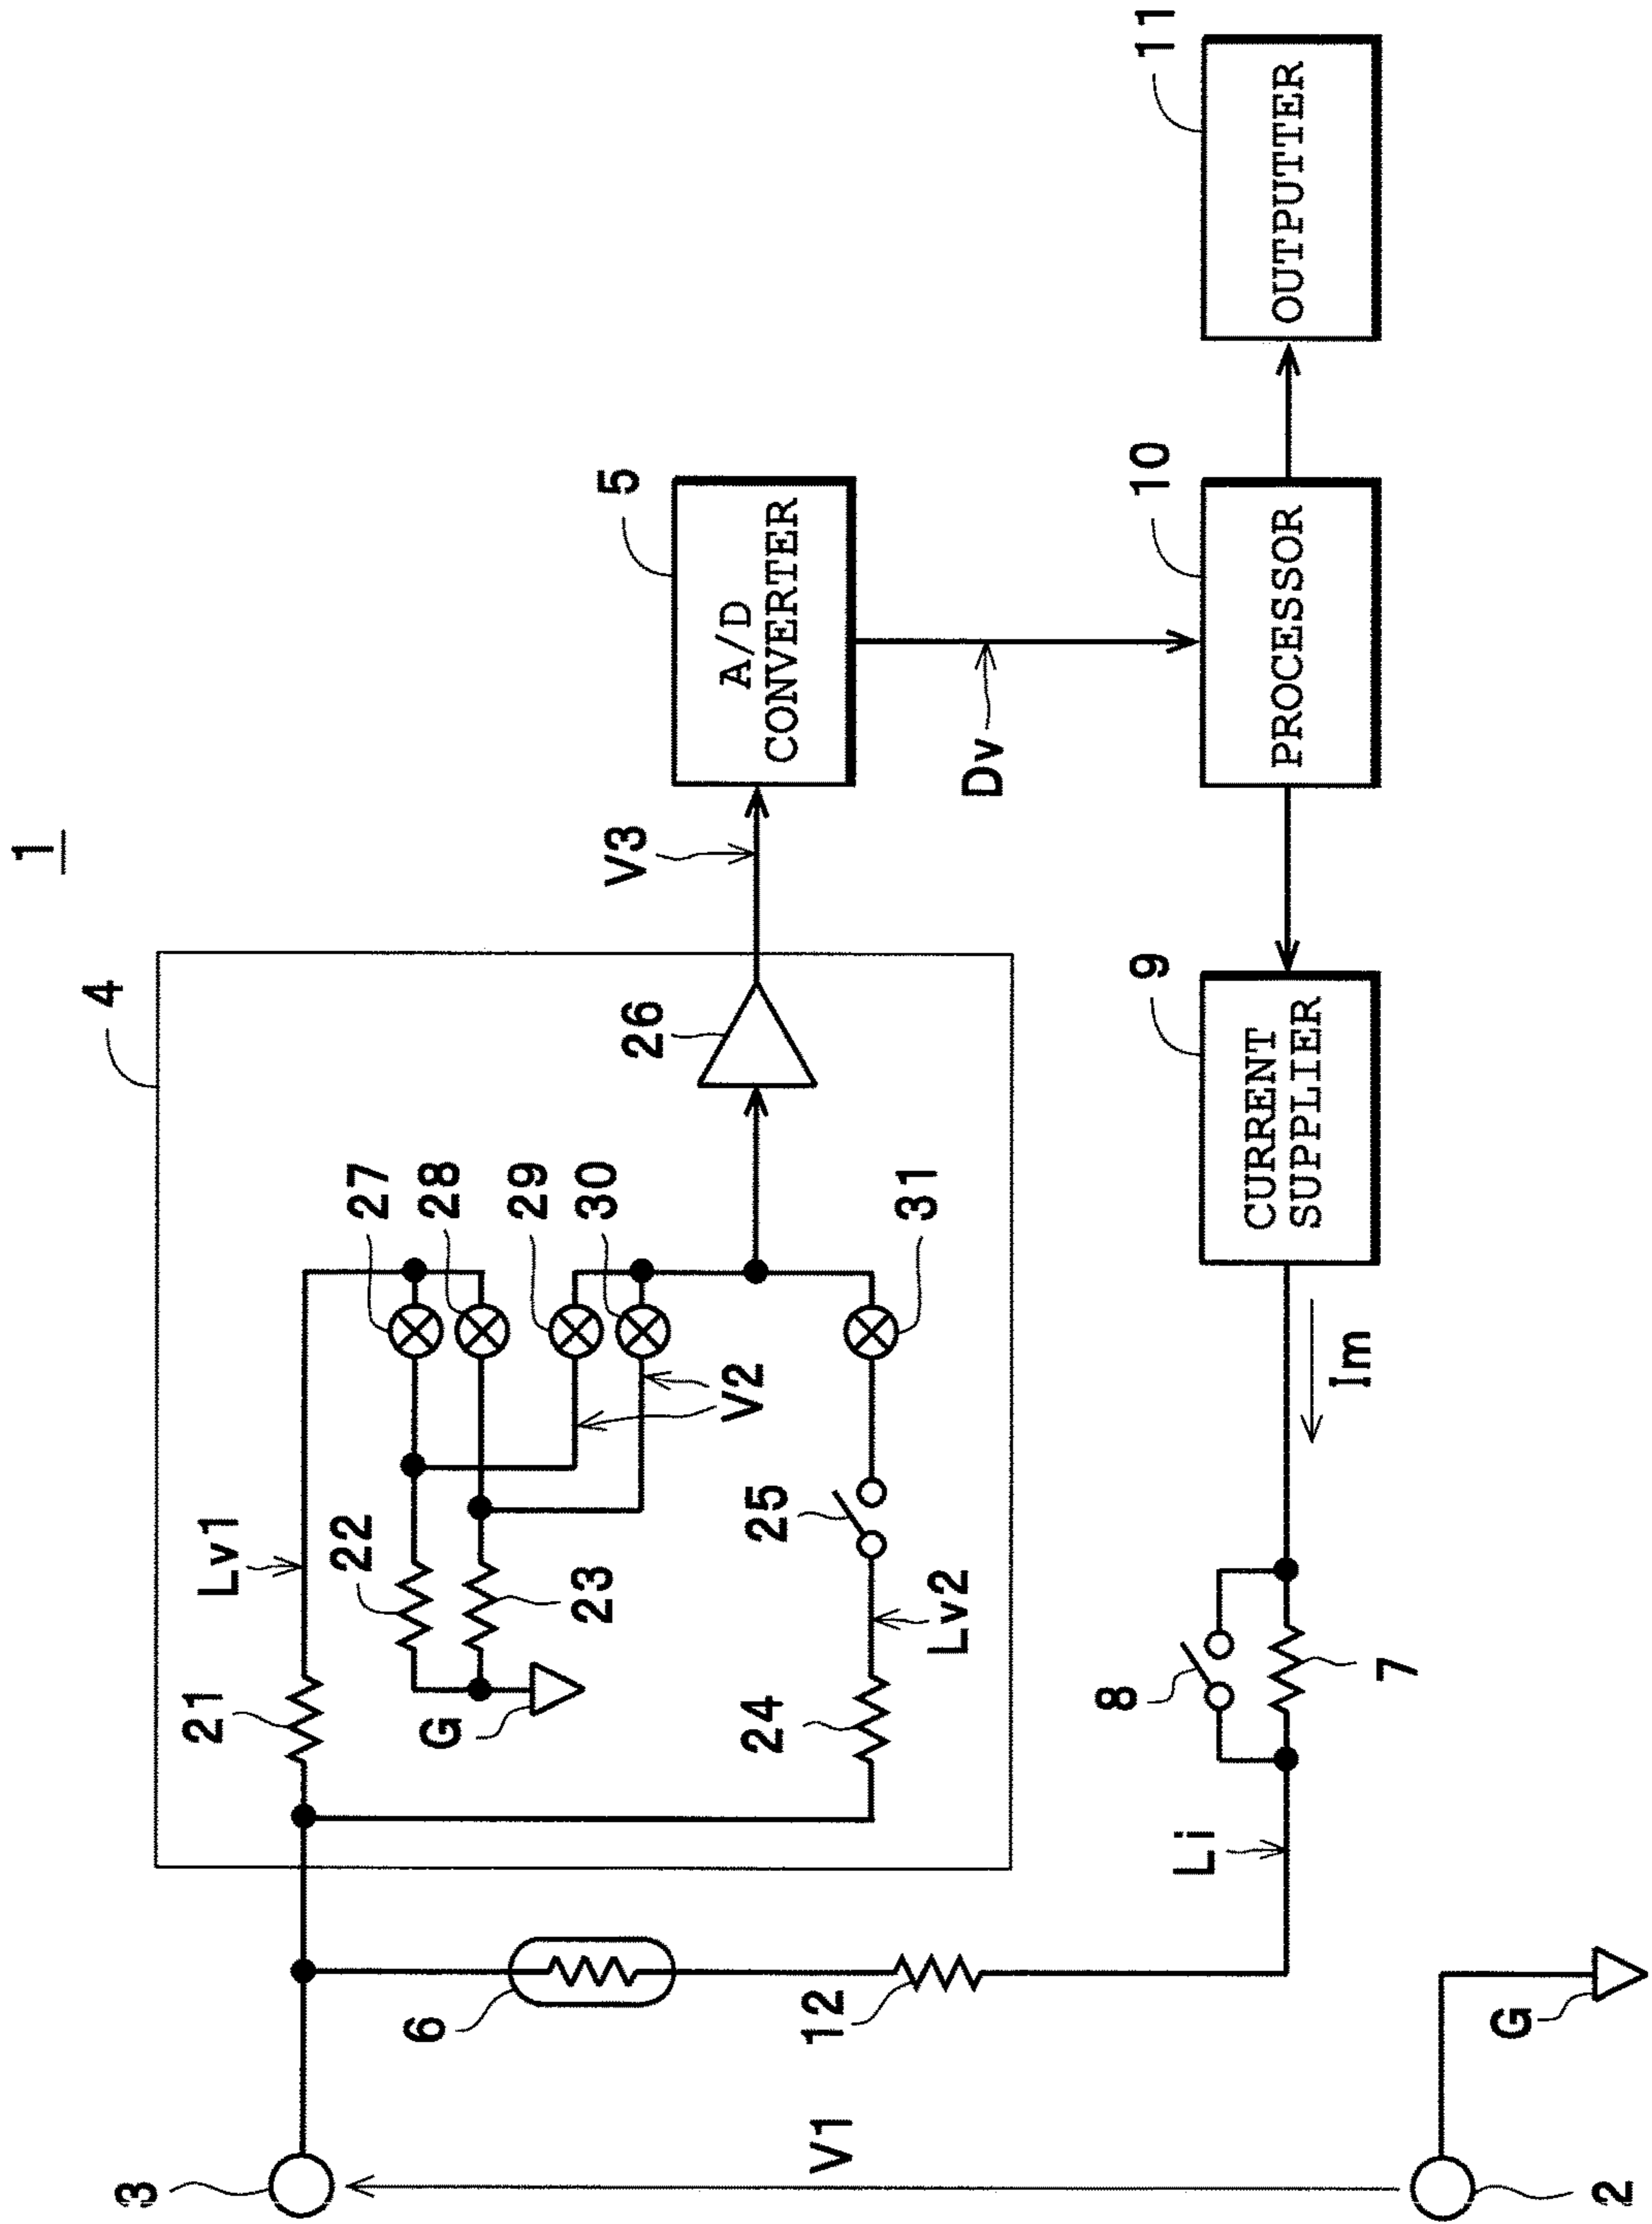 1
4
Lv1
21
22
23
G
27
28
29
30
V2
31
24
25
Lv2
26
V3
5
A/D
CONVERTER
Dv
3
6
12
V1
2
G
Li
8
7
Im
9
CURRENT
SUPPLIER
10
PROCESSOR
11
OUTPUTTER